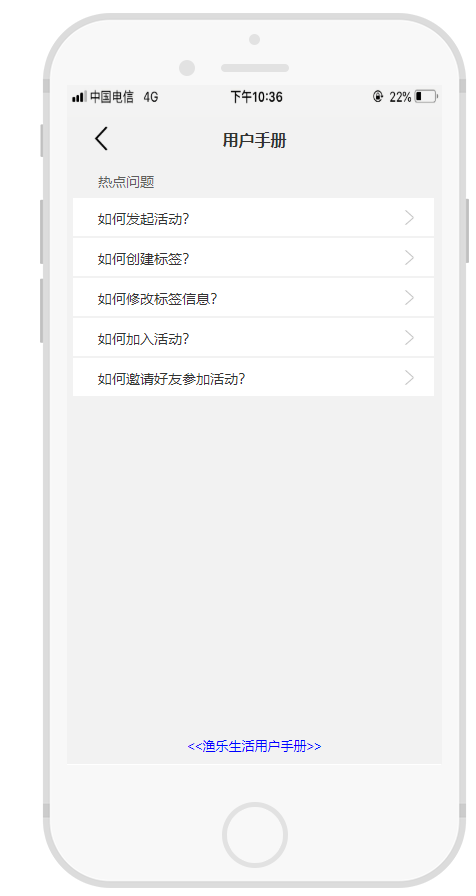 中国电信 4G 下午10:36 22%
用户手册
热点问题
如何发起活动?
如何创建标签?
如何修改标签信息?
如何加入活动?
如何邀请好友参加活动?
<<渔乐生活用户手册>>